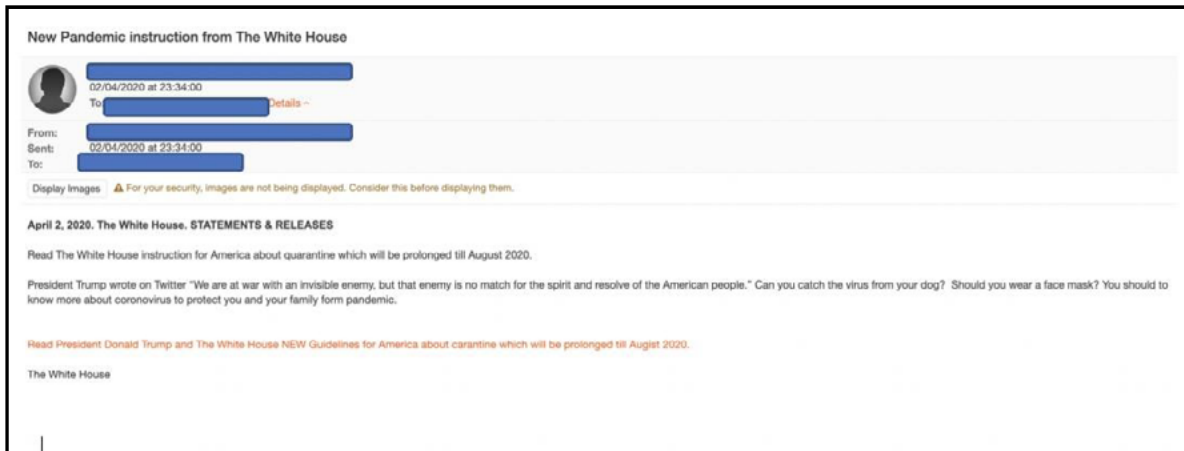 New Pandemic instruction from The White House
02/04/2020 at 23:34:00
To: Details -
From:
Sent: 02/04/2020 at 23:34:00
To:
Display Images For your security, images are not being displayed. Consider this before displaying them.
April 2, 2020. The White House. STATEMENTS & RELEASES
Read The White House instruction for America about quarantine which will be prolonged till August 2020.
President Trump wrote on Twitter “We are at war with an invisible enemy, but that enemy is no match for the spirit and resolve of the American people.” Can you catch the virus from your dog? Should you wear a face mask? You should to
know more about coronovirus to protect you and your family form pandemic.
Read President Donald Trump and The White House NEW Guidelines for America about carantine which will be prolonged till Augist 2020.
The White House